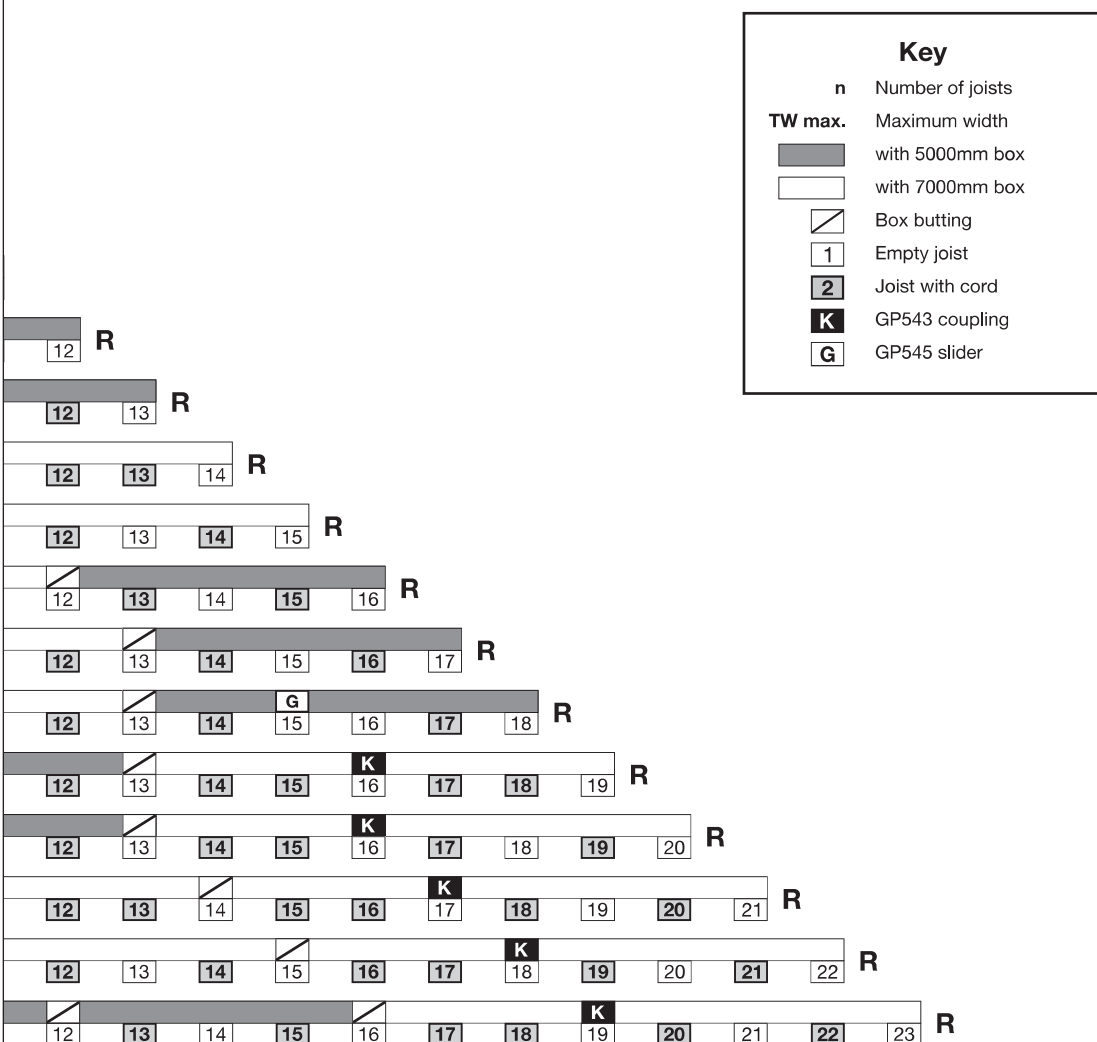 Key
n Number of joists
TW max. Maximum width
with 5000mm box
with 7000mm box
Box butting
1 Empty joist
2 Joist with cord
K GP543 coupling
G GP545 slider
R
12
R
12 13
R
12 13 14
R
12 13 14 15
R
12 13 14 15 16
R
12 13 14 15 16 17
G
R
12 13 14 15 16 17 18
K
R
12 13 14 15 16 17 18 19
K
R
12 13 14 15 16 17 18 19 20
K
R
12 13 14 15 16 17 18 19 20 21
K
R
12 13 14 15 16 17 18 19 20 21 22
K
R
12 13 14 15 16 17 18 19 20 21 22 23